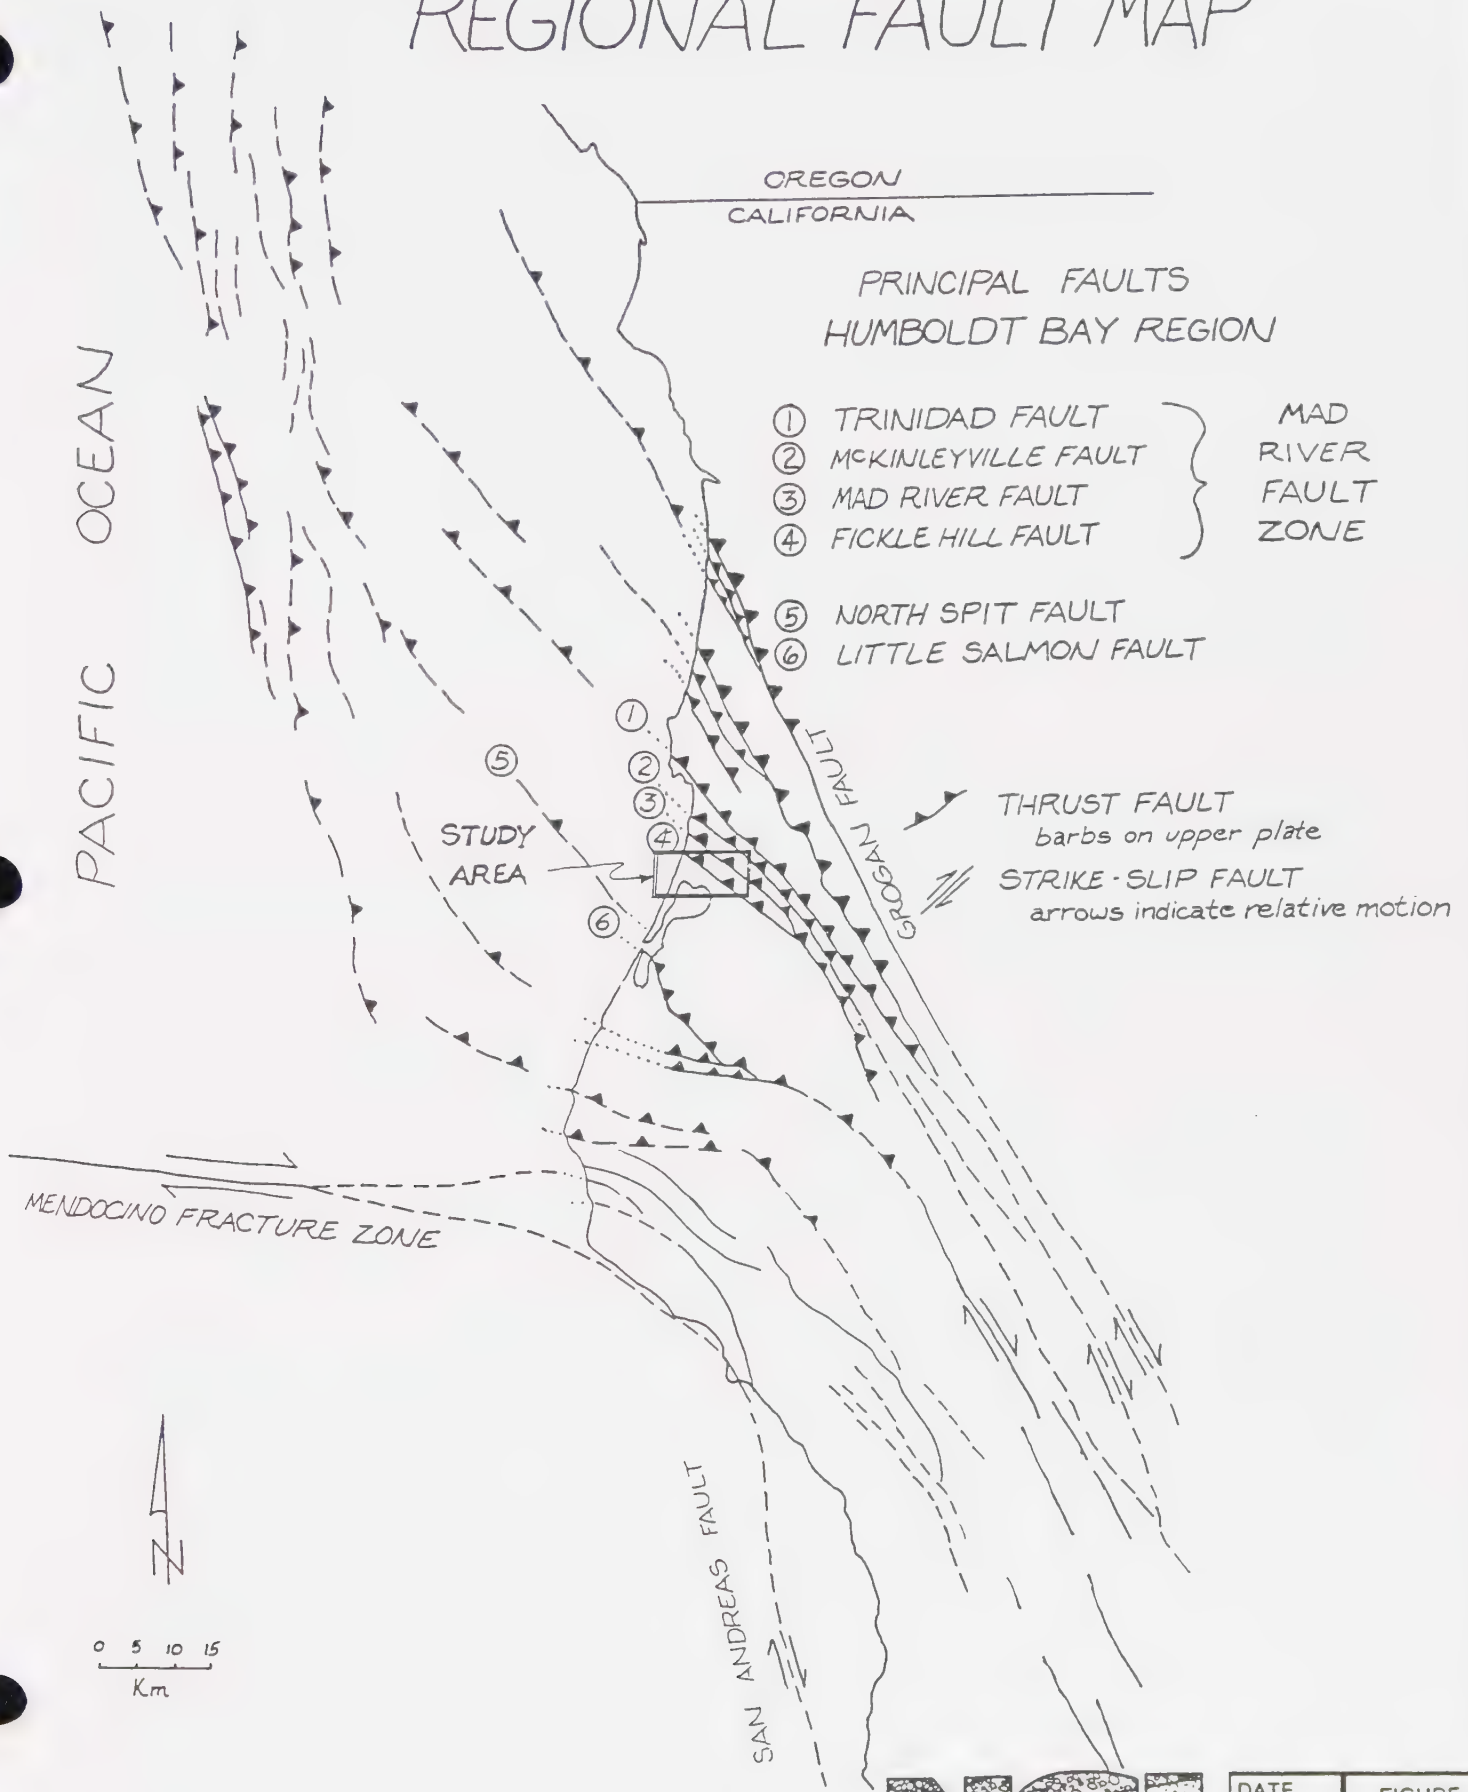 REGIONAL FAULT MAP
OREGON
CALIFORNIA
PRINCIPAL FAULTS
HUMBOLDT BAY REGION
① TRINIDAD FAULT
② McKINLEYVILLE FAULT
③ MAD RIVER FAULT
④ FICKLE HILL FAULT
MAD
RIVER
FAULT
ZONE
⑤ NORTH SPIT FAULT
⑥ LITTLE SALMON FAULT
PACIFIC OCEAN
①
②
③
④
⑤
⑥
STUDY
AREA
GROGAN FAULT
THRUST FAULT
barbs on upper plate
STRIKE-SLIP FAULT
arrows indicate relative motion
MENDOCINO FRACTURE ZONE
SAN ANDREAS FAULT
N
0 5 10 15
Km
DATE
FIGURE